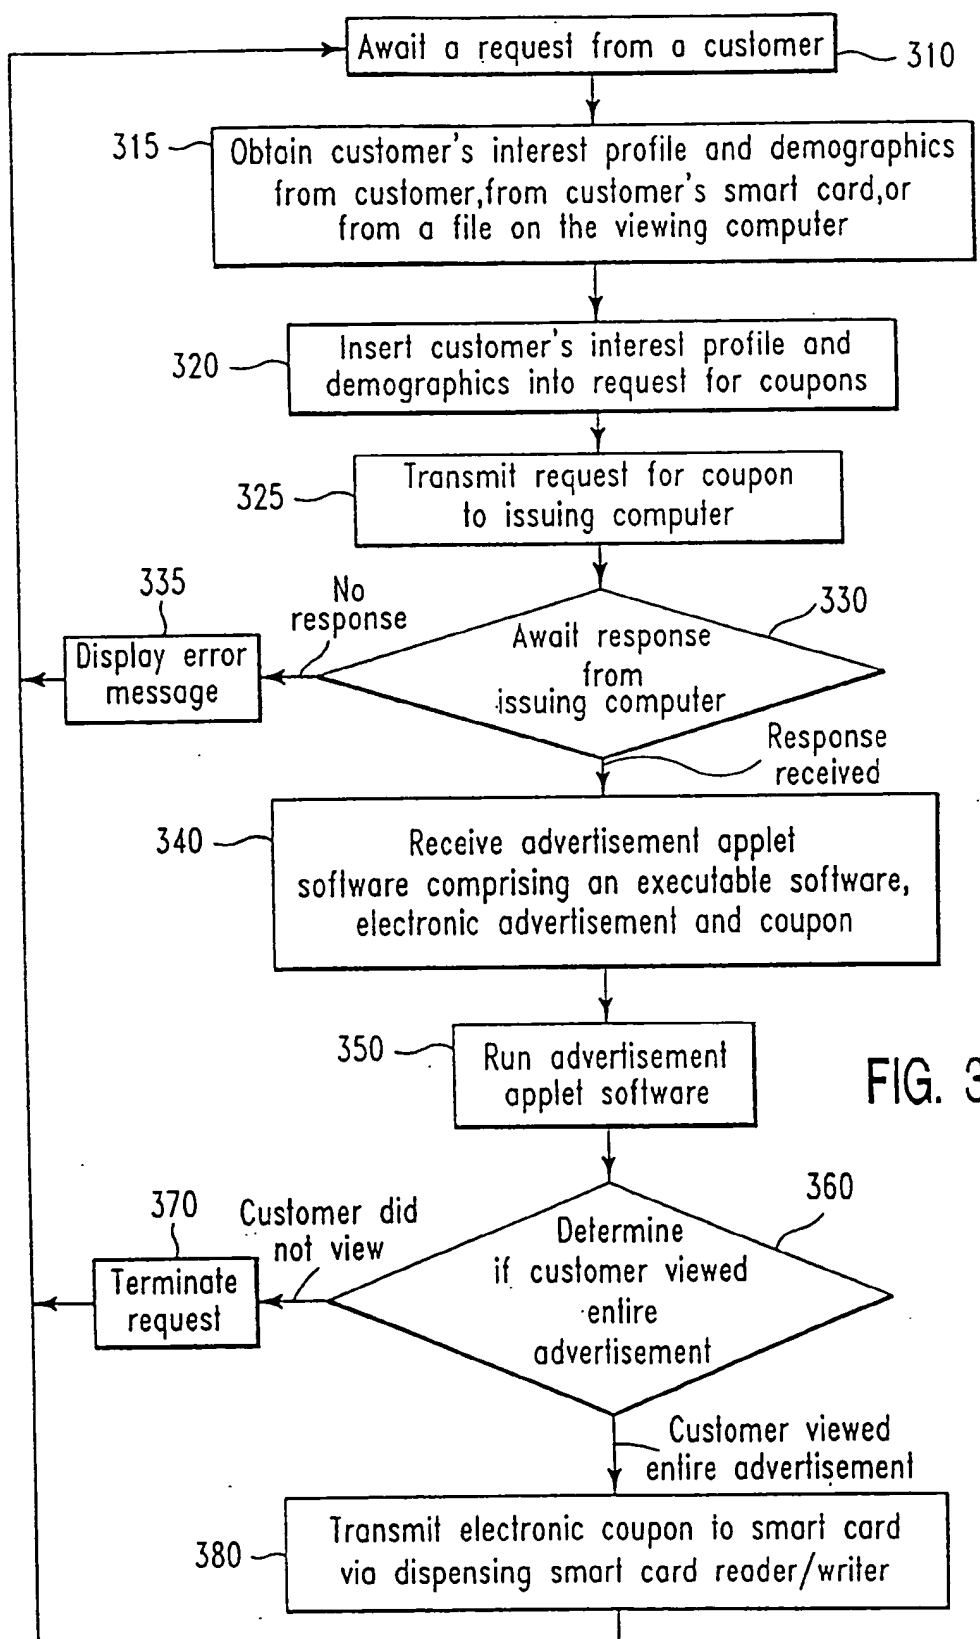 Await a request from a customer
310
315
Obtain customer's interest profile and demographics
from customer,from customer's smart card,or
from a file on the viewing computer
320
Insert customer's interest profile and
demographics into request for coupons
325
Transmit request for coupon
to issuing computer
335
No
response
330
Display error
message
Await response
from
issuing computer
Response
received
340
Receive advertisement applet
software comprising an executable software,
electronic advertisement and coupon
350
Run advertisement
applet software
FIG. 3
370
Customer did
not view
360
Terminate
request
Determine
if customer viewed
entire
advertisement
Customer viewed
entire advertisement
380
Transmit electronic coupon to smart card
via dispensing smart card reader/writer